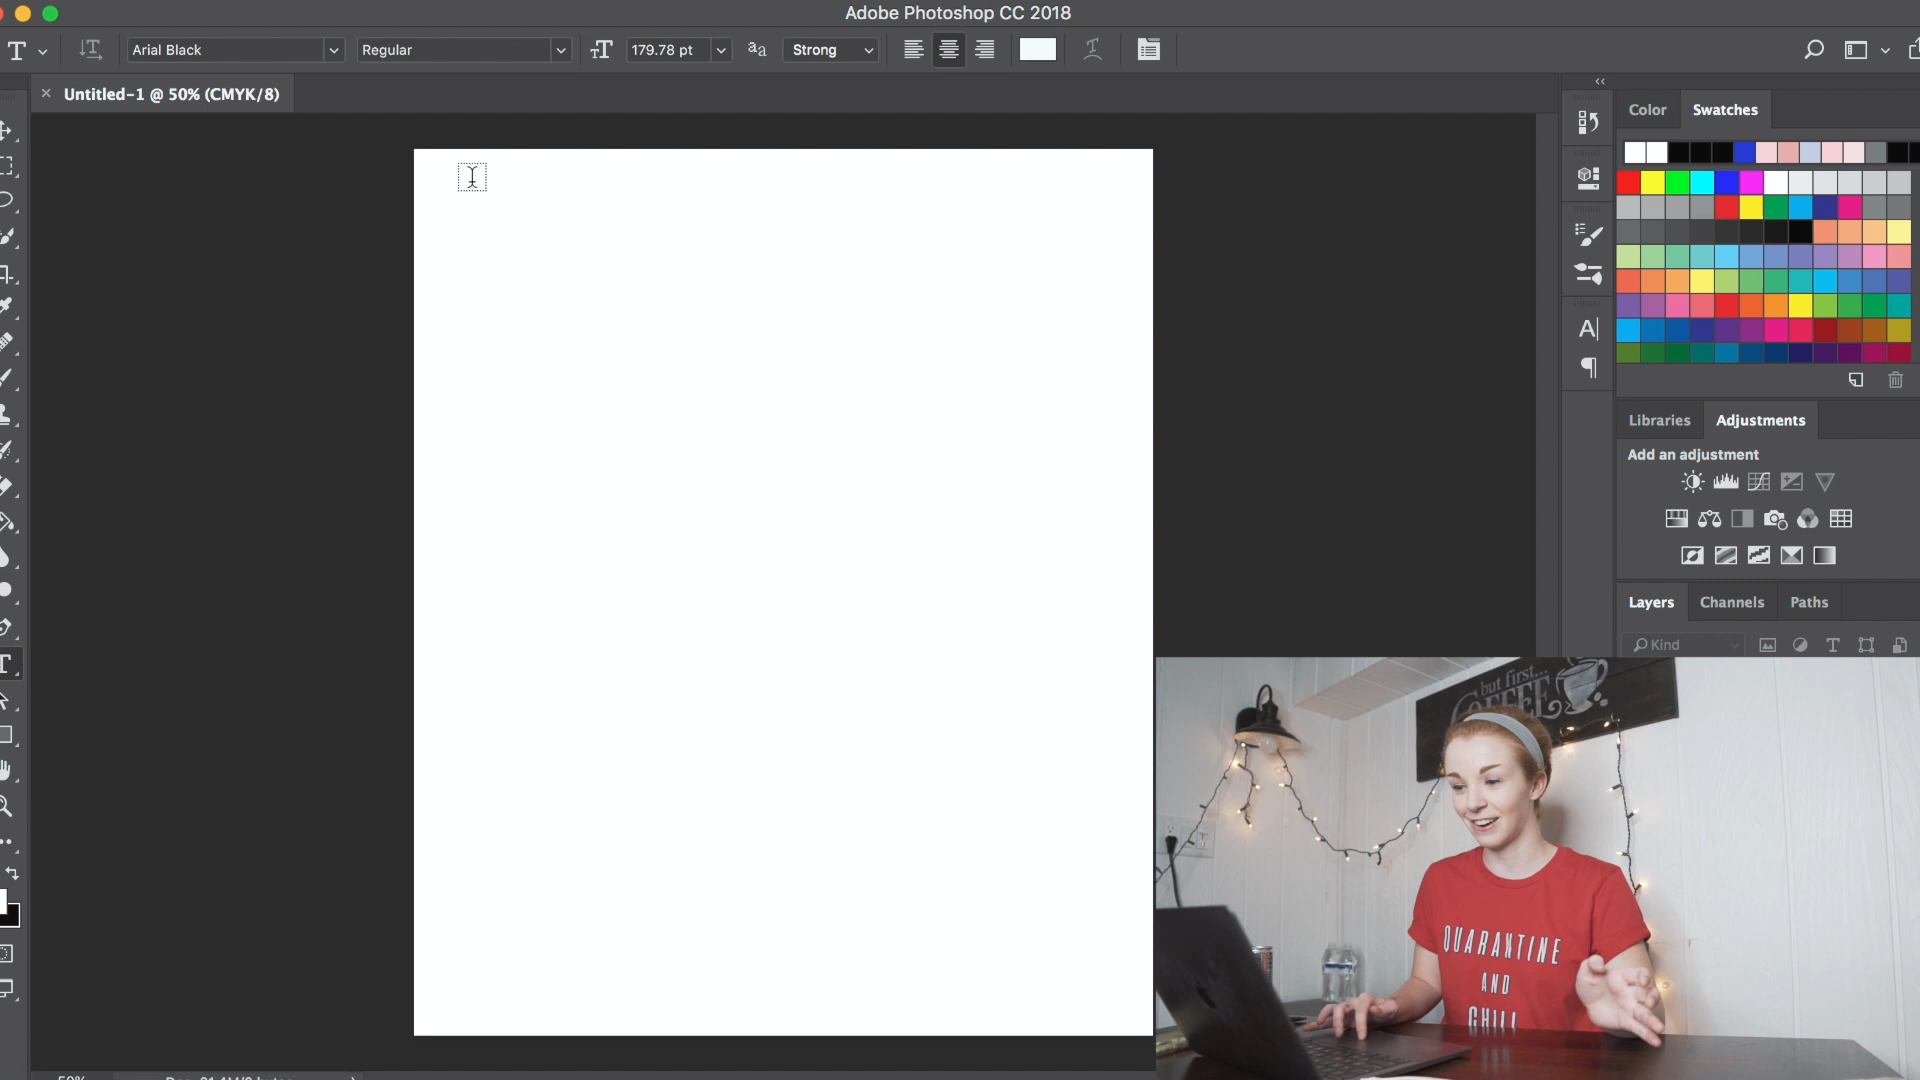 Adobe Photoshop CC 2018
Arial Black
Regular
179.78 pt
aa
Strong
× Untitled-1 @ 50% (CMYK/8)
Color
Swatches
Libraries
Adjustments
Add an adjustment
Layers
Channels
Paths
Kind
but first...
COFFEE
QUARANTINE
AND
CHILL